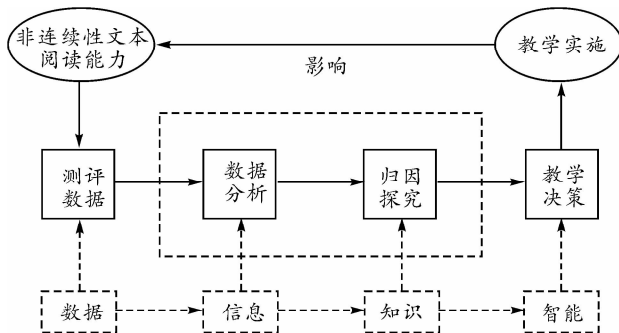 非连续性文本
阅读能力
教学实施
影响
测评
数据
数据
分析
归因
探究
教学
决策
数据
信息
知识
智能